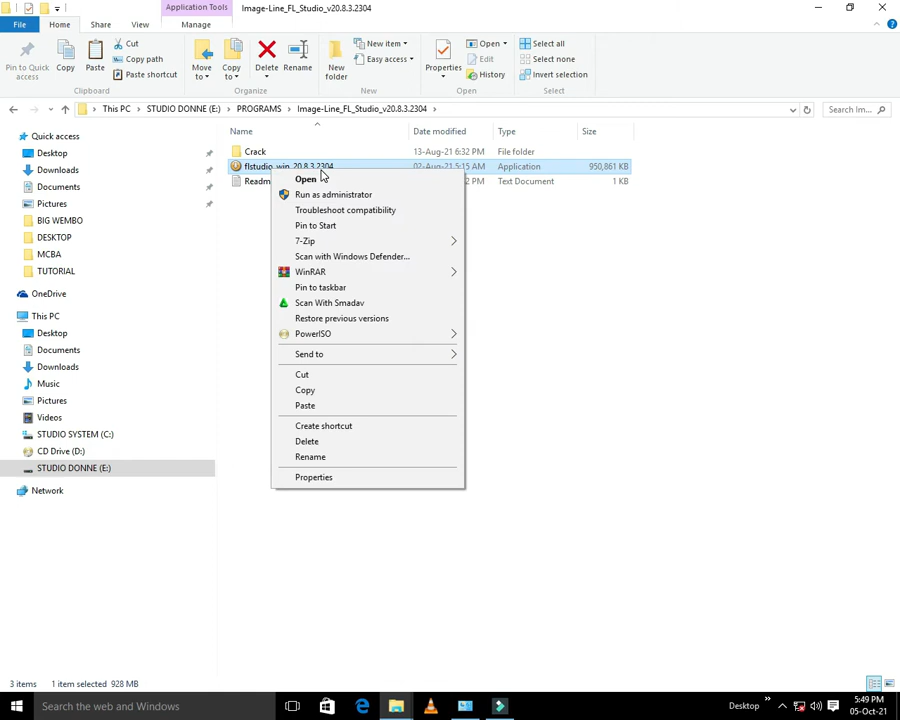 Application Tools
Image-Line_FL_Studio_v20.8.3.2304
File
Home
Share
View
Manage
Pin to Quick access
Copy
Paste
Cut
Copy path
Paste shortcut
Clipboard
Move to
Copy to
Delete
Rename
Organize
New folder
New item
Easy access
New
Properties
Open
Edit
History
Open
Select all
Select none
Invert selection
Select
This PC
STUDIO DONNE (E:)
PROGRAMS
Image-Line_FL_Studio_v20.8.3.2304
Search Im...
Quick access
Desktop
Downloads
Documents
Pictures
BIG WEMBO
DESKTOP
MCBA
TUTORIAL
OneDrive
This PC
Desktop
Documents
Downloads
Music
Pictures
Videos
STUDIO SYSTEM (C:)
CD Drive (D:)
STUDIO DONNE (E:)
Network
Name
Date modified
Type
Size
Crack
13-Aug-21 6:32 PM
File folder
flstudio_win_20.8.3.2304
02-Aug-21 5:15 AM
Application
950,861 KB
Readm
2 PM
Text Document
1 KB
Open
Run as administrator
Troubleshoot compatibility
Pin to Start
7-Zip
Scan with Windows Defender...
WinRAR
Pin to taskbar
Scan With Smadav
Restore previous versions
PowerISO
Send to
Cut
Copy
Paste
Create shortcut
Delete
Rename
Properties
3 items
1 item selected 928 MB
Search the web and Windows
Desktop
5:49 PM
05-Oct-21